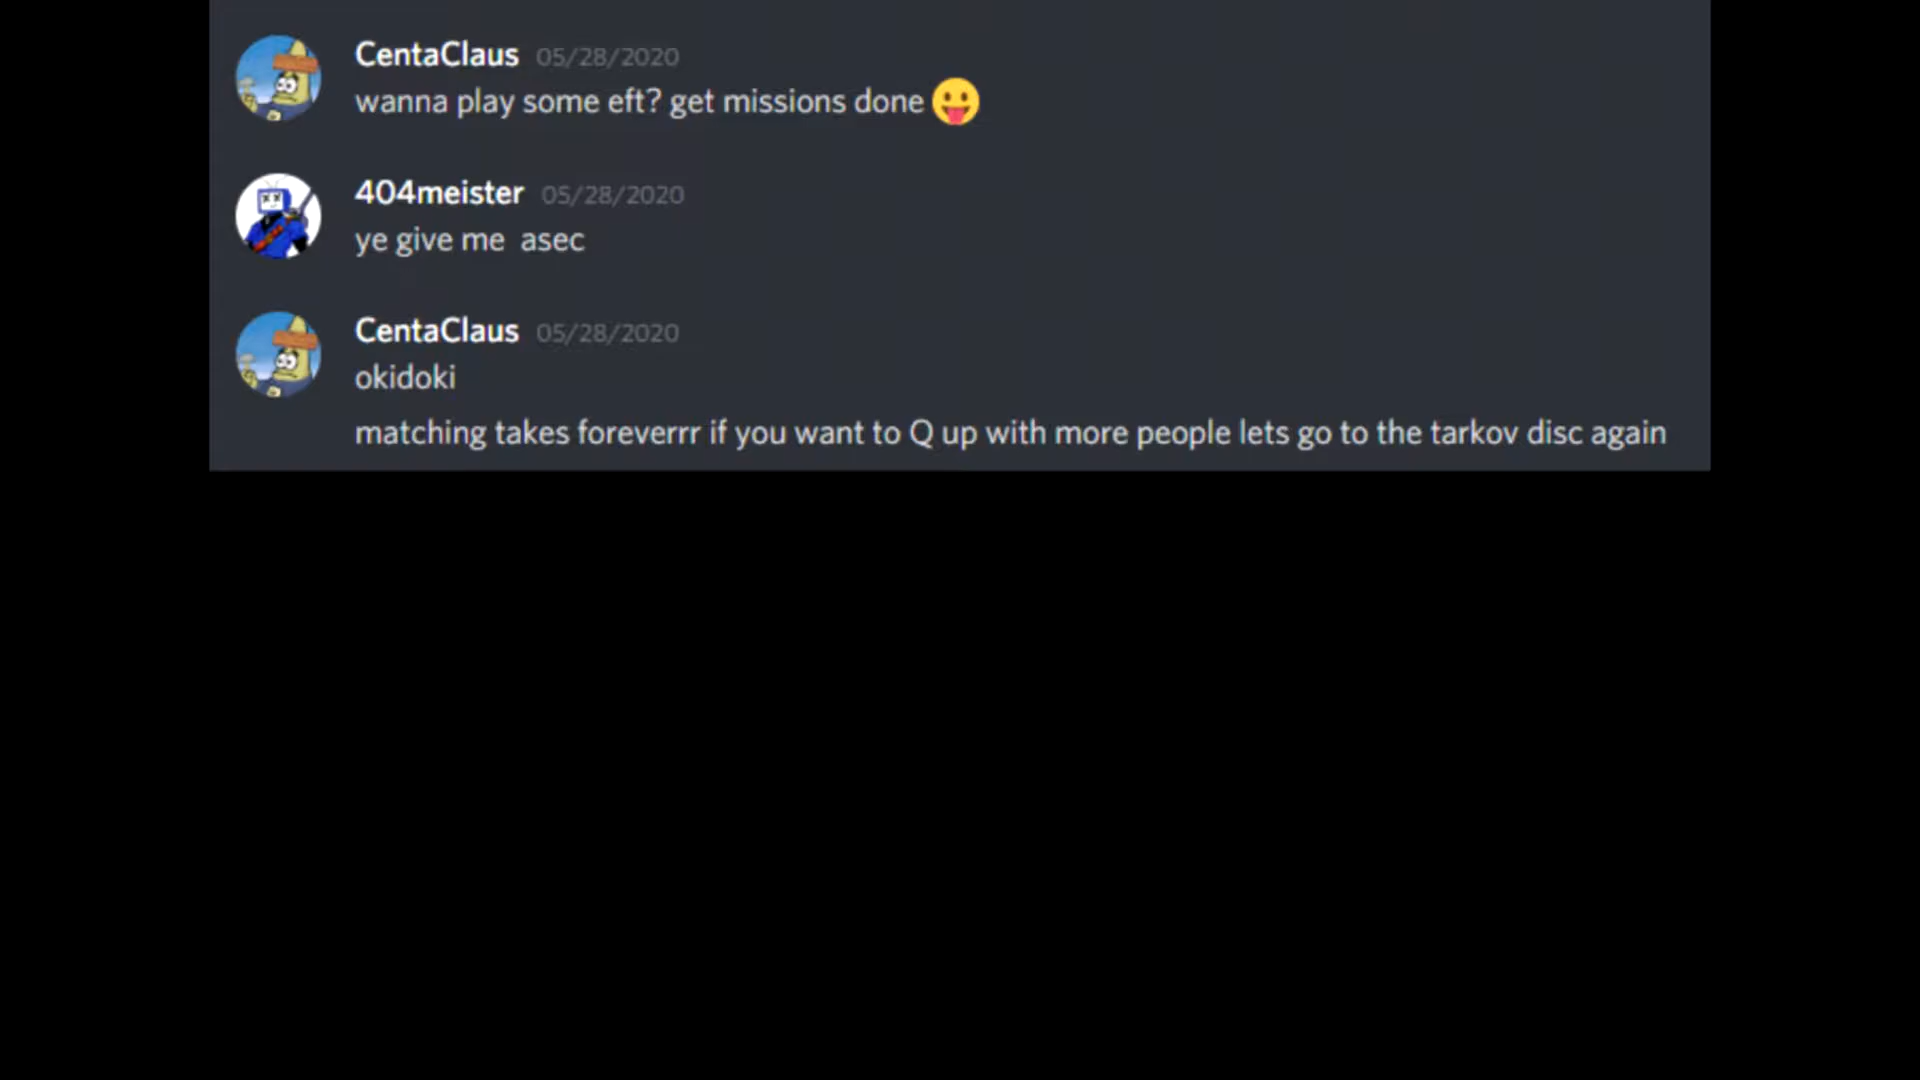 CentaClaus 05/28/2020
wanna play some eft? get missions done 😛
404meister 05/28/2020
ye give me  asec
CentaClaus 05/28/2020
okidoki
matching takes foreverrr if you want to Q up with more people lets go to the tarkov disc again